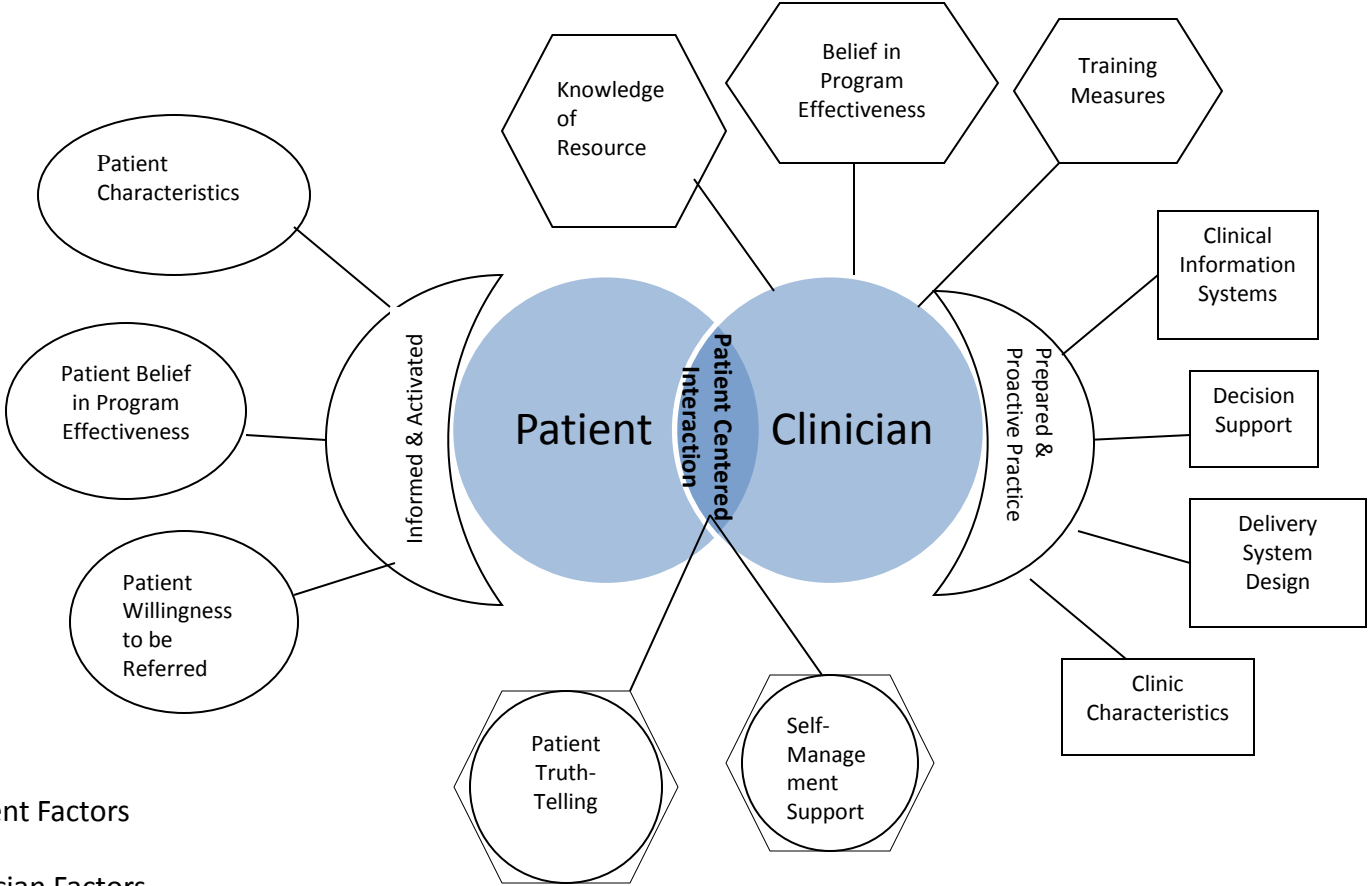 Knowledge
of
Resource
Belief in
Program
Effectiveness
Training
Measures
Patient
Characteristics
Clinical
Information
Systems
Patient Belief
in Program
Effectiveness
Informed & Activated
Patient
Patient Centered
Interaction
Clinician
Prepared &
Proactive Practice
Decision
Support
Delivery
System
Design
Patient
Willingness
to be
Referred
Clinic
Characteristics
Patient
Truth-
Telling
Self-
Manage
ment
Support
Factors
Factors